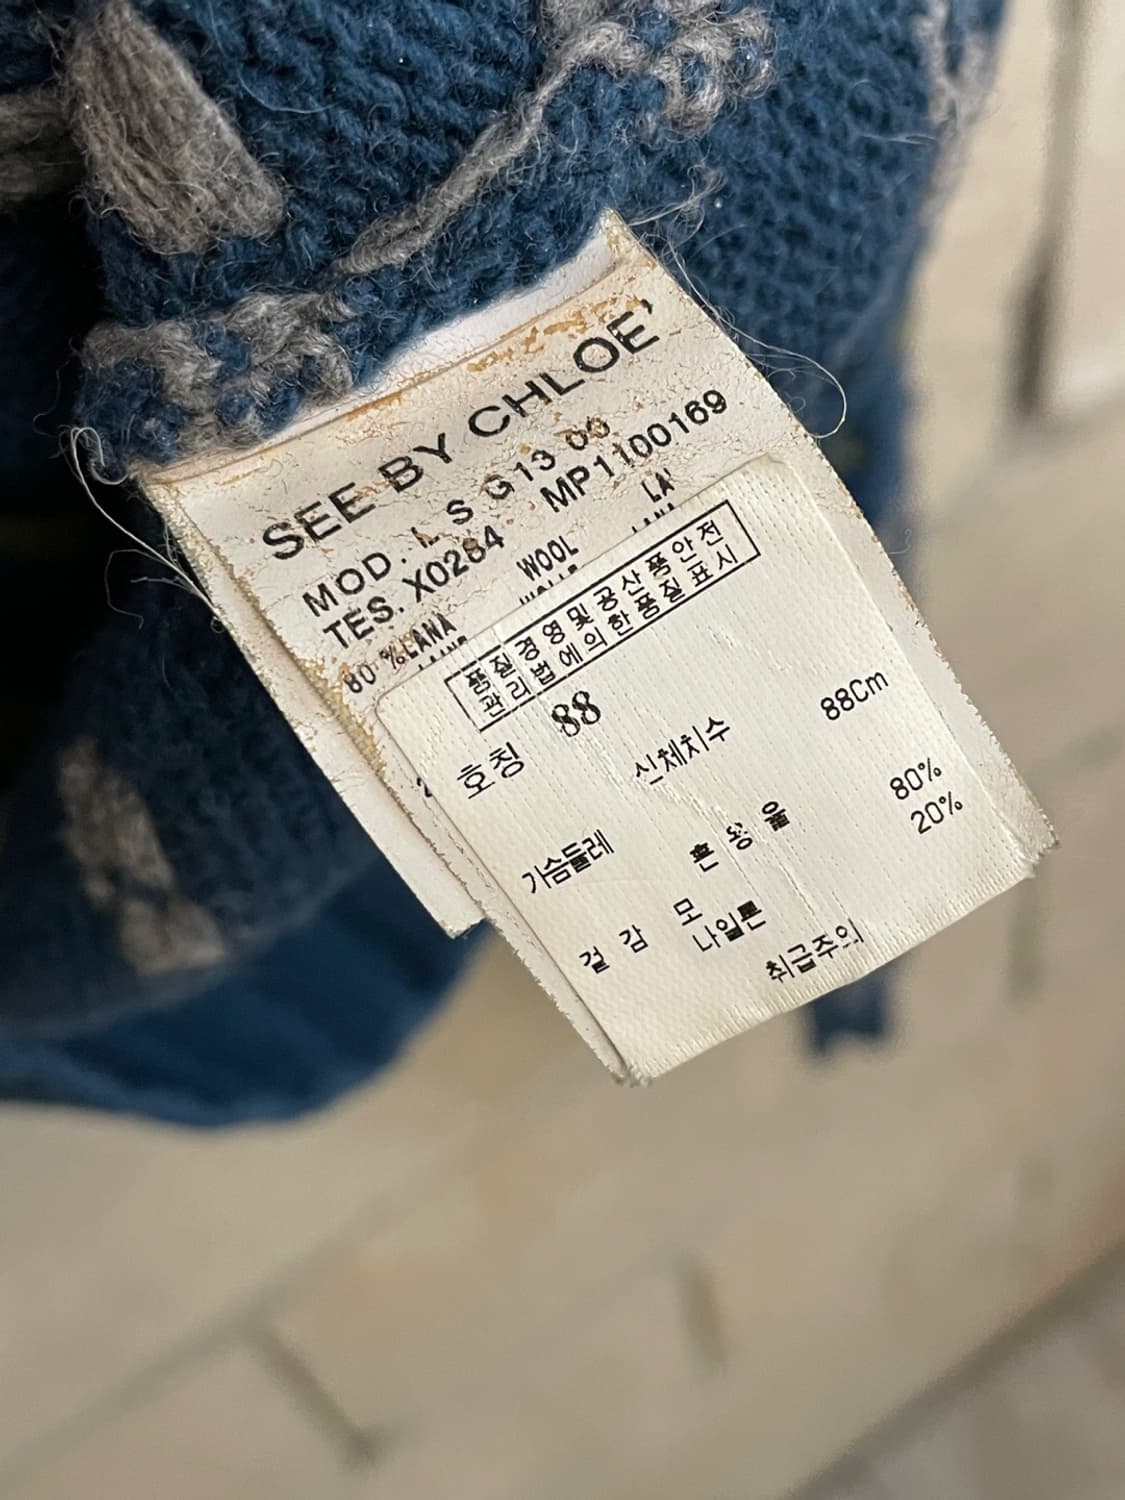 SEE BY CHLOE'
MOD. L S G13 00
TES. X0284 MP1100169
80 %LANA WOOL LA
품질경영및공산품안전
관리법에의한품질표시
호칭 88
신체치수
가슴둘레 88Cm
혼용율
겉감 모 80%
나일론 20%
취급주의